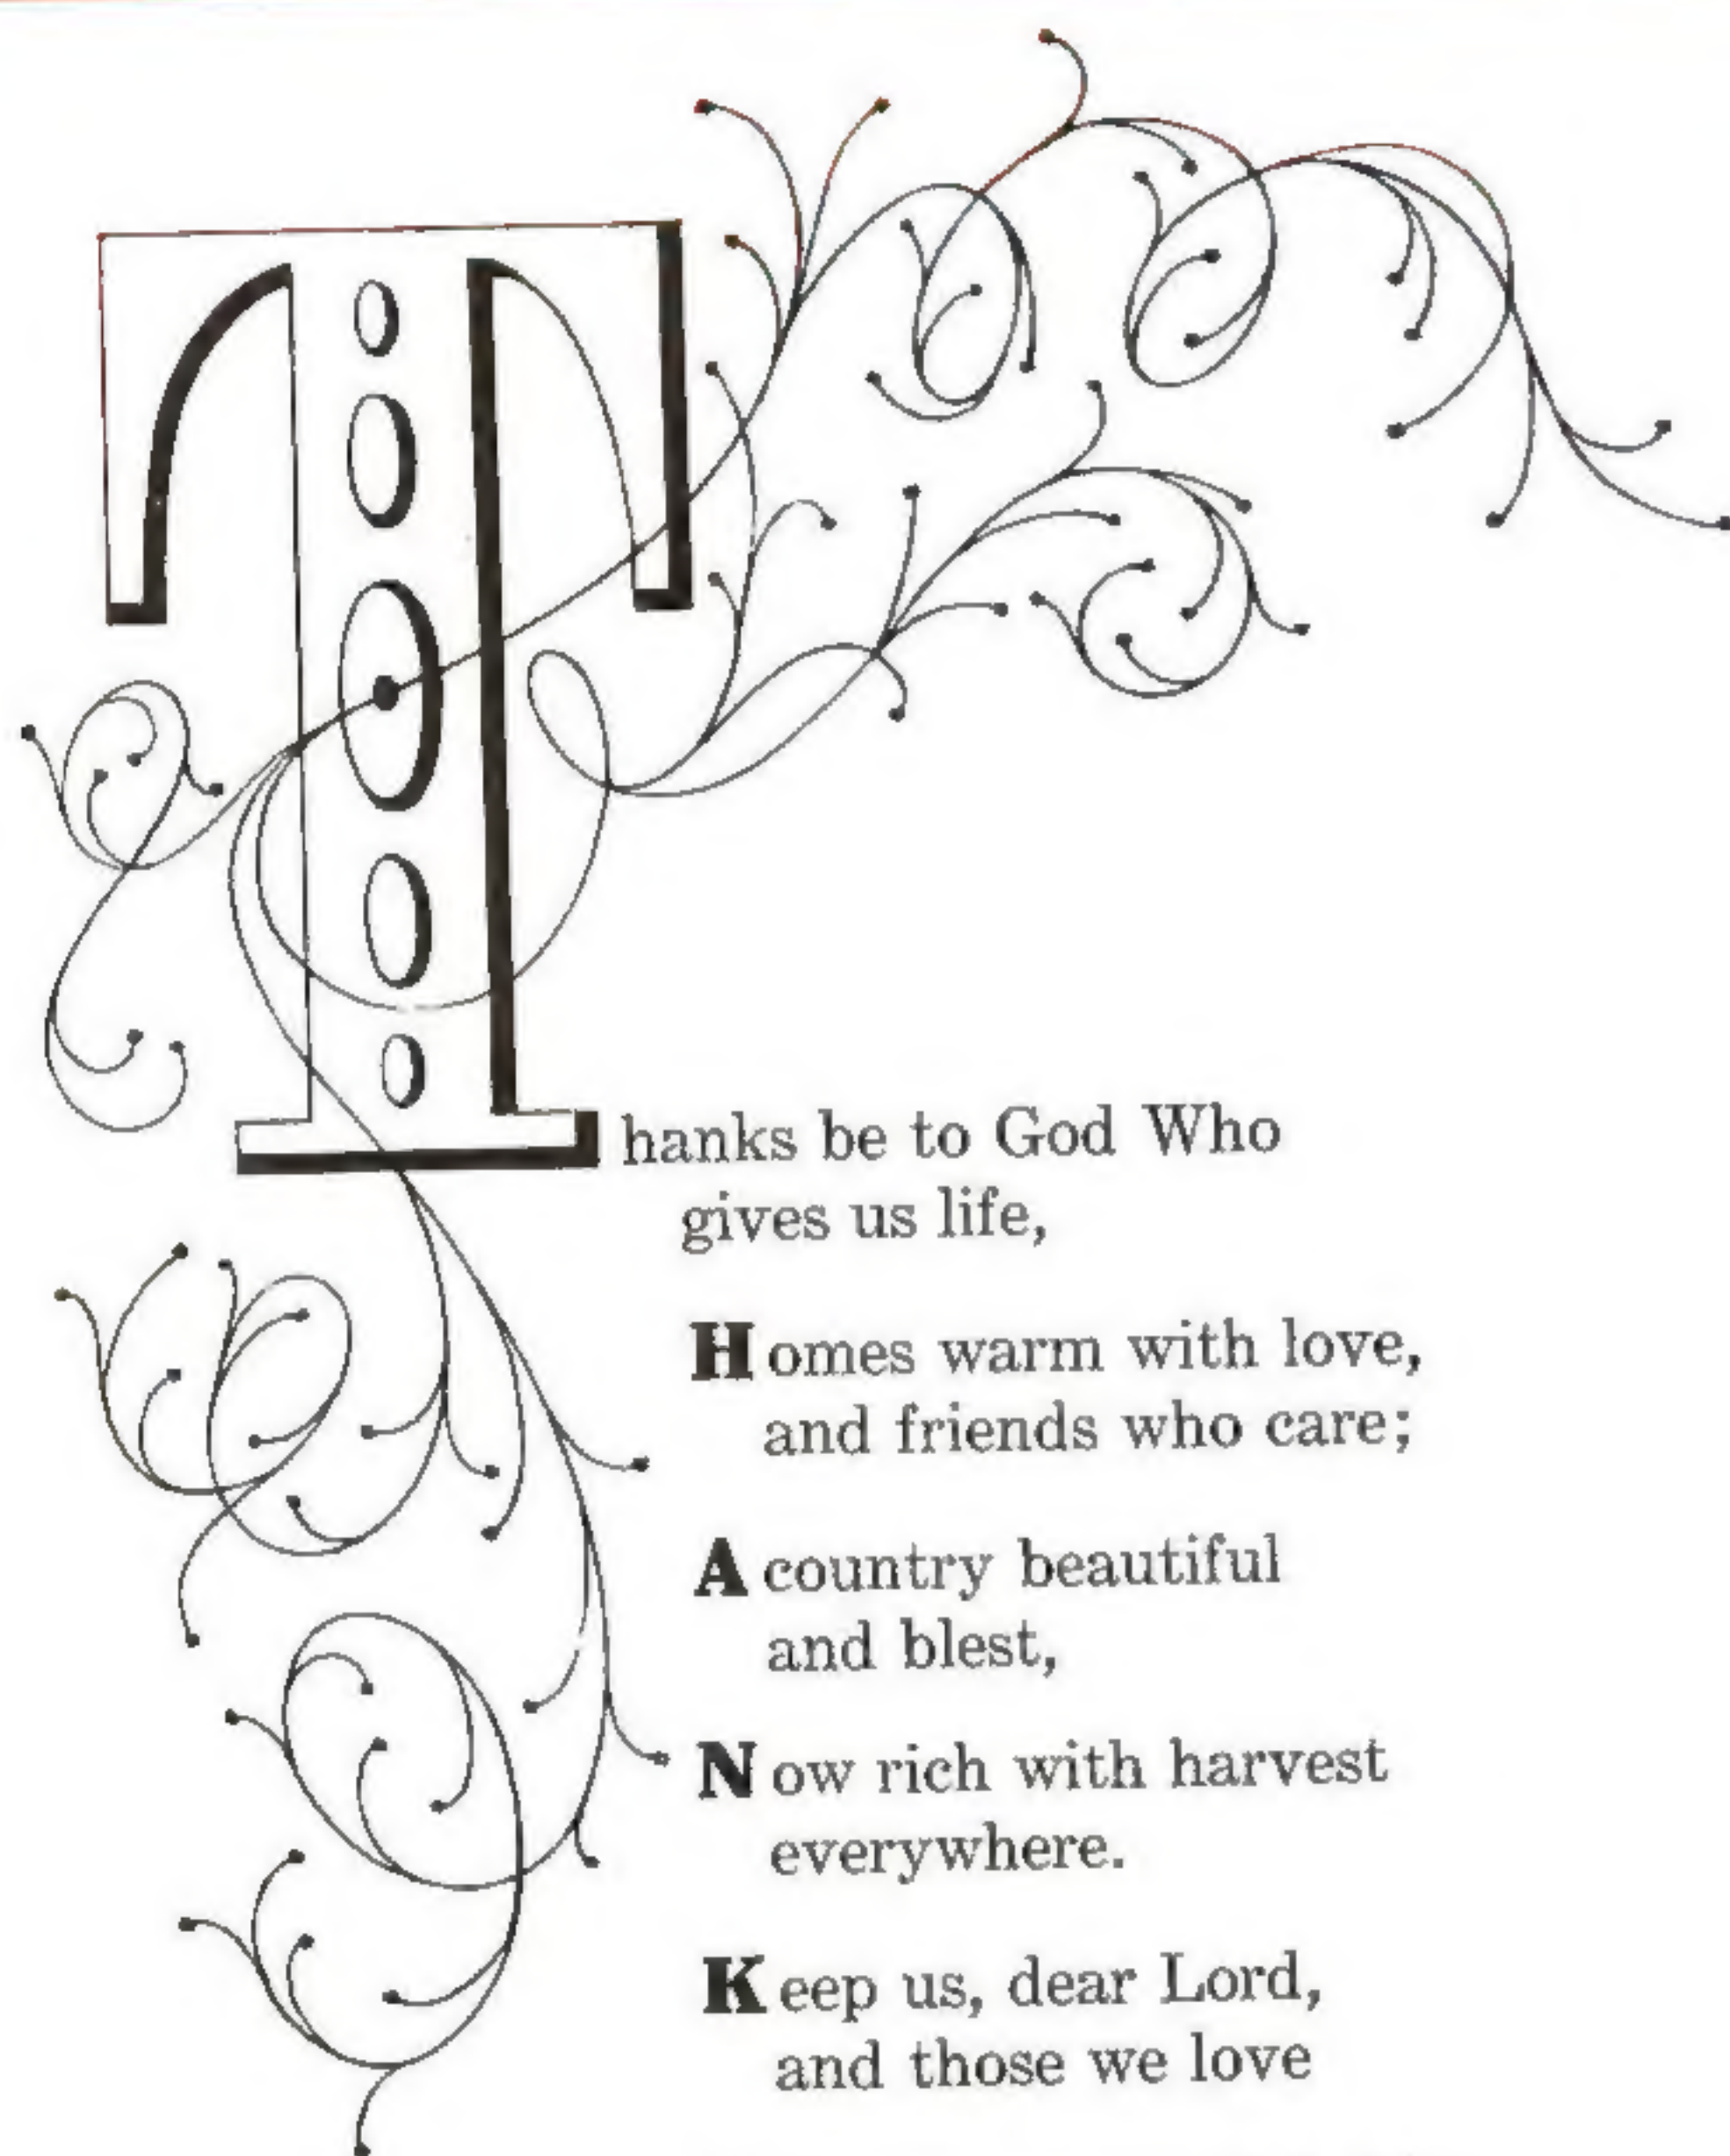 Thanks be to God Who
gives us life,
Homes warm with love,
and friends who care;
A country beautiful
and blest,
Now rich with harvest
everywhere.
Keep us, dear Lord,
and those we love